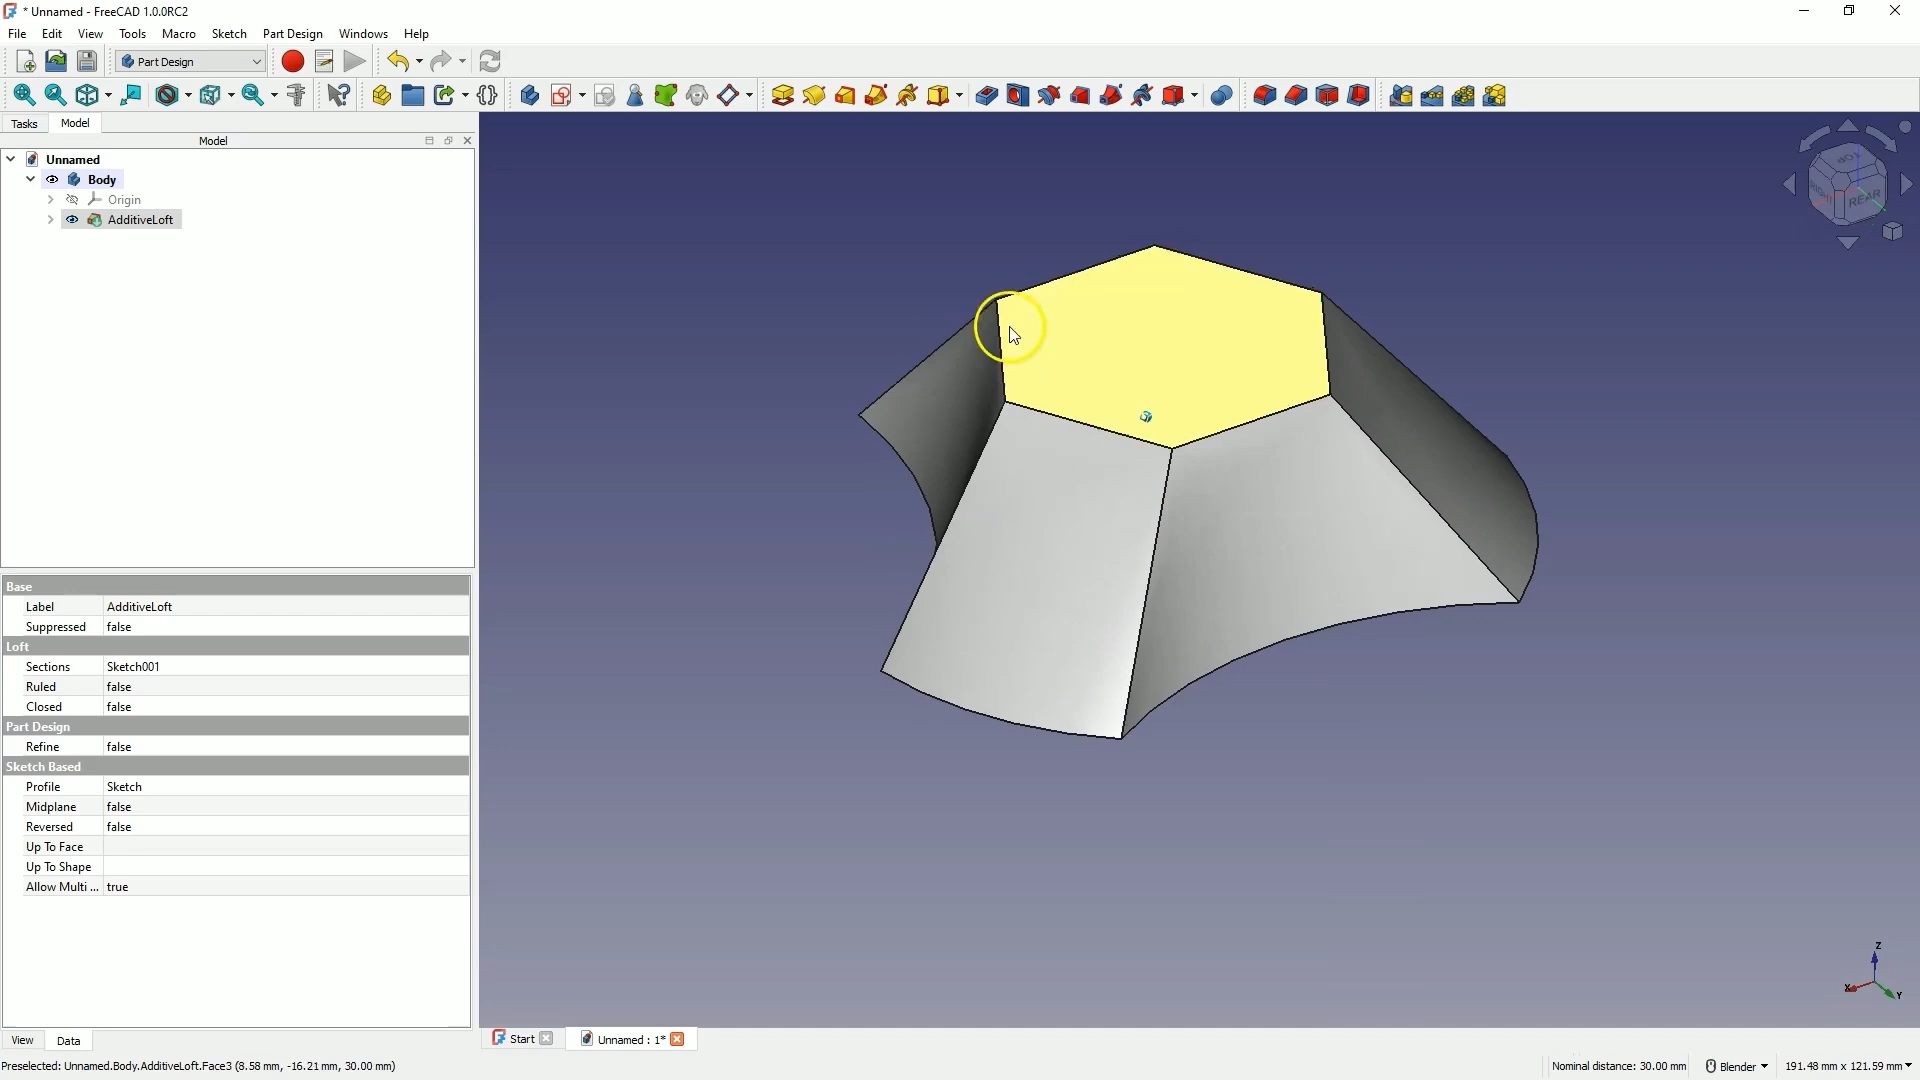 * Unnamed - FreeCAD 1.0.0RC2
File Edit View Tools Macro Sketch Part Design Windows Help
Part Design
Tasks Model
Model
Unnamed
Body
Origin
AdditiveLoft
Base
Label AdditiveLoft
Suppressed false
Loft
Sections Sketch001
Ruled false
Closed false
Part Design
Refine false
Sketch Based
Profile Sketch
Midplane false
Reversed false
Up To Face
Up To Shape
Allow Multi ... true
View Data
Start Unnamed : 1*
TOP
REAR
Z
X
Y
Preselected: Unnamed.Body.AdditiveLoft.Face3 (8.58 mm, -16.21 mm, 30.00 mm)
Nominal distance: 30.00 mm Blender 191.48 mm x 121.59 mm